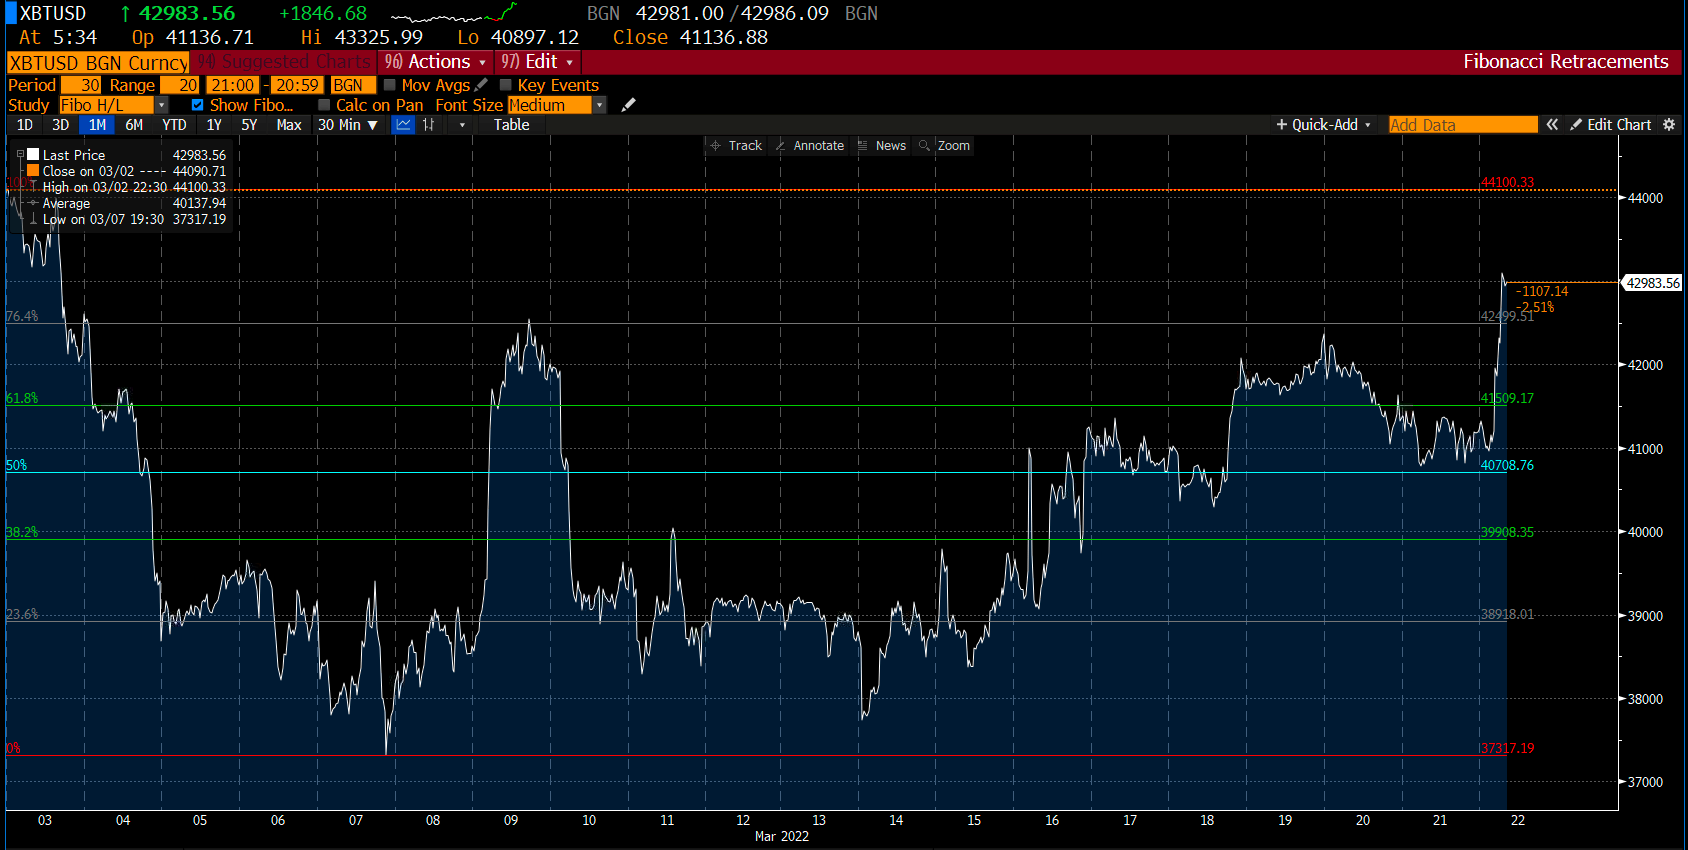 XBTUSD ↑ 42983.56 +1846.68 BGN 42981.00 /42986.09 BGN
At 5:34 Op 41136.71 Hi 43325.99 Lo 40897.12 Close 41136.88
XBTUSD BGN Curncy 94) Suggested Charts 96) Actions 97) Edit Fibonacci Retracements
Period 30 Range 20 21:00 - 20:59 BGN Mov Avgs Key Events
Study Fibo H/L Show Fibo... Calc on Pan Font Size Medium
1D 3D 1M 6M YTD 1Y 5Y Max 30 Min ▼ Table + Quick-Add Add Data « Edit Chart
Track Annotate News Zoom
Last Price 42983.56
Close on 03/02 ---- 44090.71
High on 03/02 22:30 44100.33
Average 40137.94
Low on 03/07 19:30 37317.19
100% 44100.33
44000
42983.56
-1107.14
-2.51%
76.4% 42499.51
42000
61.8% 41509.17
41000
50% 40708.76
40000
38.2% 39908.35
39000
23.6% 38918.01
38000
0% 37317.19
37000
03 04 05 06 07 08 09 10 11 12 13 14 15 16 17 18 19 20 21 22
Mar 2022